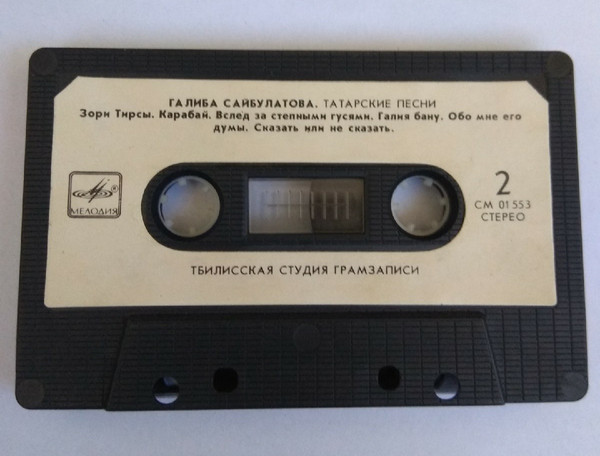 ГАЛИБА САЙБУЛАТОВА. ТАТАРСКИЕ ПЕСНИ
Зори Тирсы. Карабай. Вслед за степными гусями. Галия бану. Обо мне его
думы. Сказать или не сказать.
МЕЛОДИЯ
2
СМ 01553
СТЕРЕО
ТБИЛИССКАЯ СТУДИЯ ГРАМЗАПИСИ